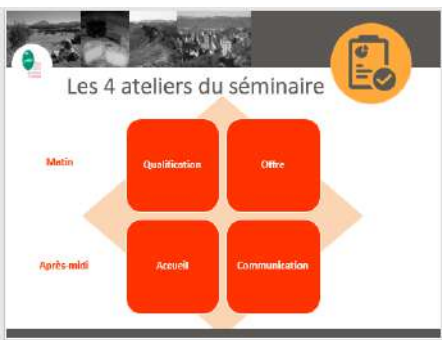 Les 4 ateliers du séminaire
Matin
Qualification
Offre
Après-midi
Accueil
Communication